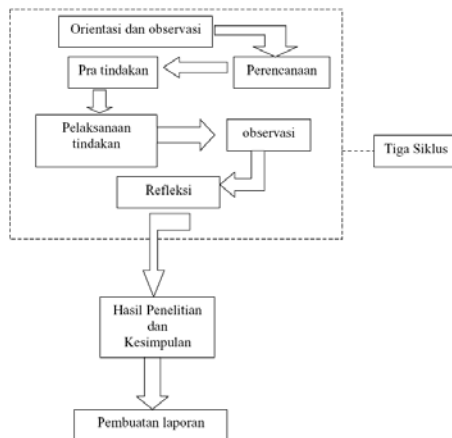 Orientasi dan observasi
Perencanaan
Pra tindakan
Pelaksanaan
tindakan
observasi
Refleksi
Tiga Siklus
Hasil Penelitian
dan
Kesimpulan
Pembuatan laporan